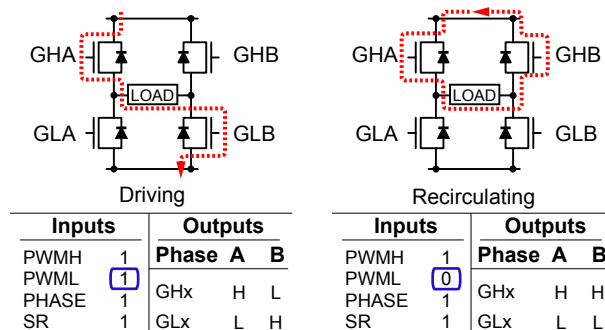 GHA
GHB
LOAD
GLA
GLB
Driving
Inputs Outputs
PWMH 1 Phase A B
PWML 1
GHx H L
PHASE 1
SR 1 GLx L H
GHA
GHB
LOAD
GLA
GLB
Recirculating
Inputs Outputs
PWMH 1 Phase A B
PWML 0
GHx H H
PHASE 1
SR 1 GLx L L